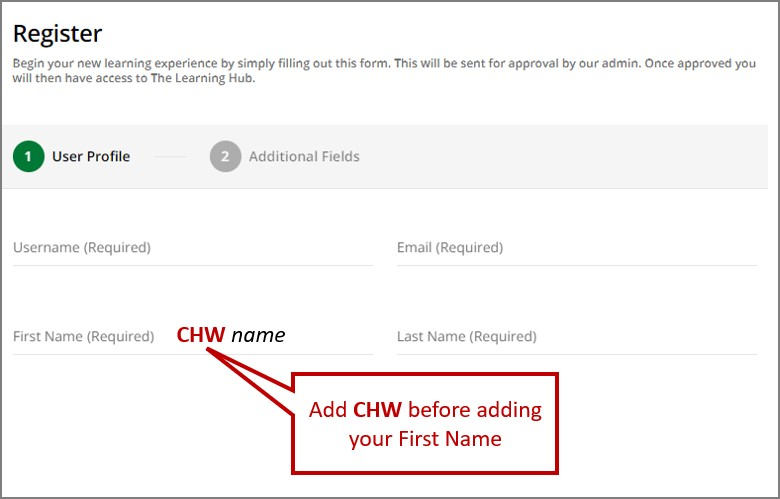 Register
Begin your new learning experience by simply filling out this form. This will be sent for approval by our admin. Once approved you
will then have access to The Learning Hub.
1 User Profile 2 Additional Fields
Username (Required) Email (Required)
First Name (Required) CHW name Last Name (Required)
Add CHW before adding
your First Name